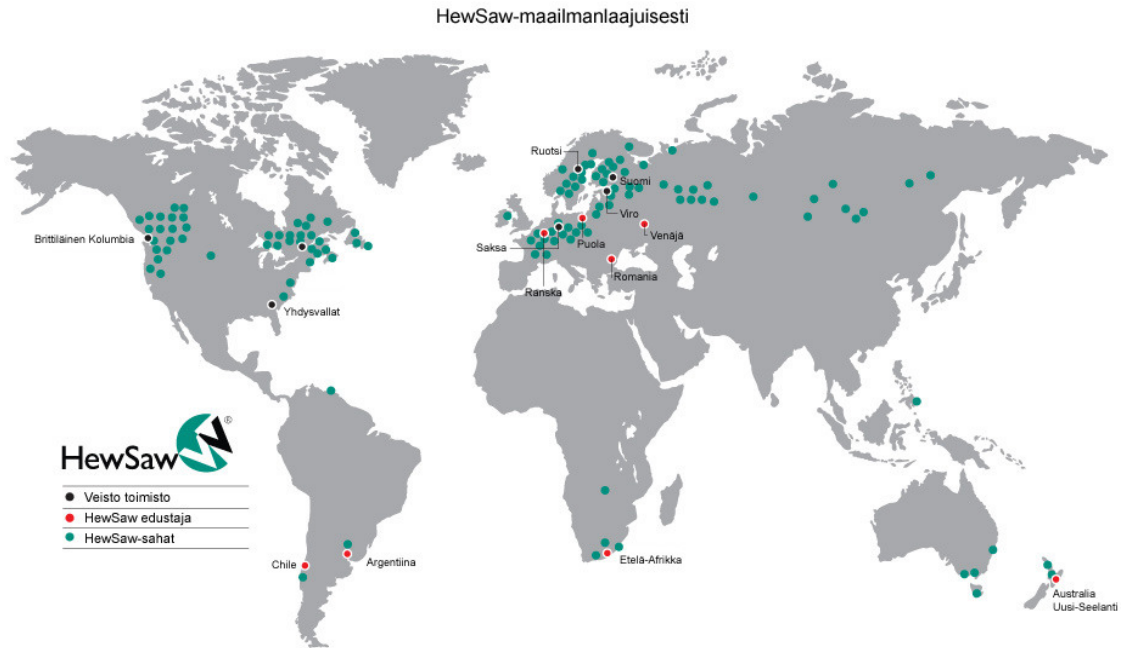 HewSaw-maailmanlaajuisesti
Ruotsi
Suomi
Brittiläinen Kolumbia
Viro
Saksa
Puola
Venäjä
Romania
Ranska
Yhdysvallat
HewSaw®
Veisto toimisto
HewSaw edustaja
HewSaw-sahat
Chile
Argentiina
Etelä-Afrikka
Australia
Uusi-Seelanti